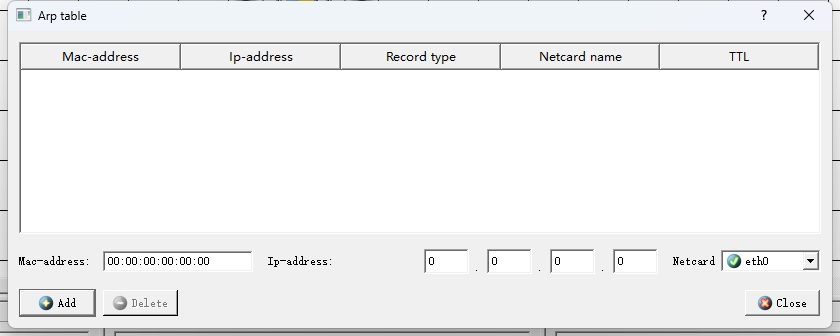 Arp table ?
Mac-address Ip-address Record type Netcard name TTL
Mac-address: 00:00:00:00:00:00 Ip-address: 0 . 0 . 0 . 0 Netcard eth0
Add Delete Close